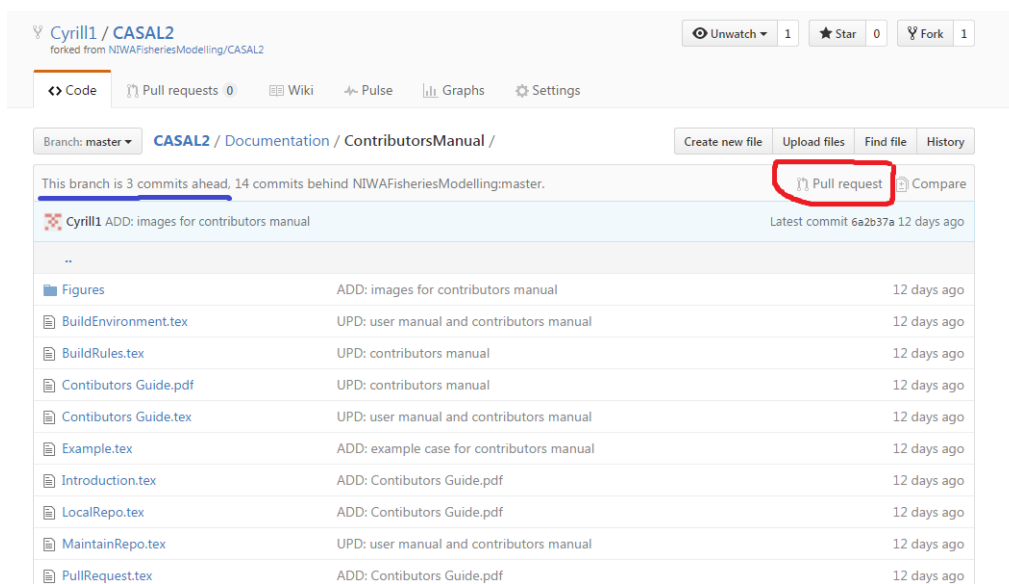 Cyrill1 / CASAL2
forked from NIWAFisheriesModelling/CASAL2
Unwatch 1 Star 0 Fork 1
Code Pull requests 0 Wiki Pulse Graphs Settings
Branch: master CASAL2 / Documentation / ContributorsManual / Create new file Upload files Find file History
This branch is 3 commits ahead, 14 commits behind NIWAFisheriesModelling:master. Pull request Compare
Cyrill1 ADD: images for contributors manual Latest commit 6a2b37a 12 days ago
..
Figures ADD: images for contributors manual 12 days ago
BuildEnvironment.tex UPD: user manual and contributors manual 12 days ago
BuildRules.tex UPD: contributors manual 12 days ago
Contibutors Guide.pdf UPD: contributors manual 12 days ago
Contibutors Guide.tex UPD: user manual and contributors manual 12 days ago
Example.tex ADD: example case for contributors manual 12 days ago
Introduction.tex ADD: Contibutors Guide.pdf 12 days ago
LocalRepo.tex ADD: Contibutors Guide.pdf 12 days ago
MaintainRepo.tex UPD: user manual and contributors manual 12 days ago
PullRequest.tex ADD: Contibutors Guide.pdf 12 days ago